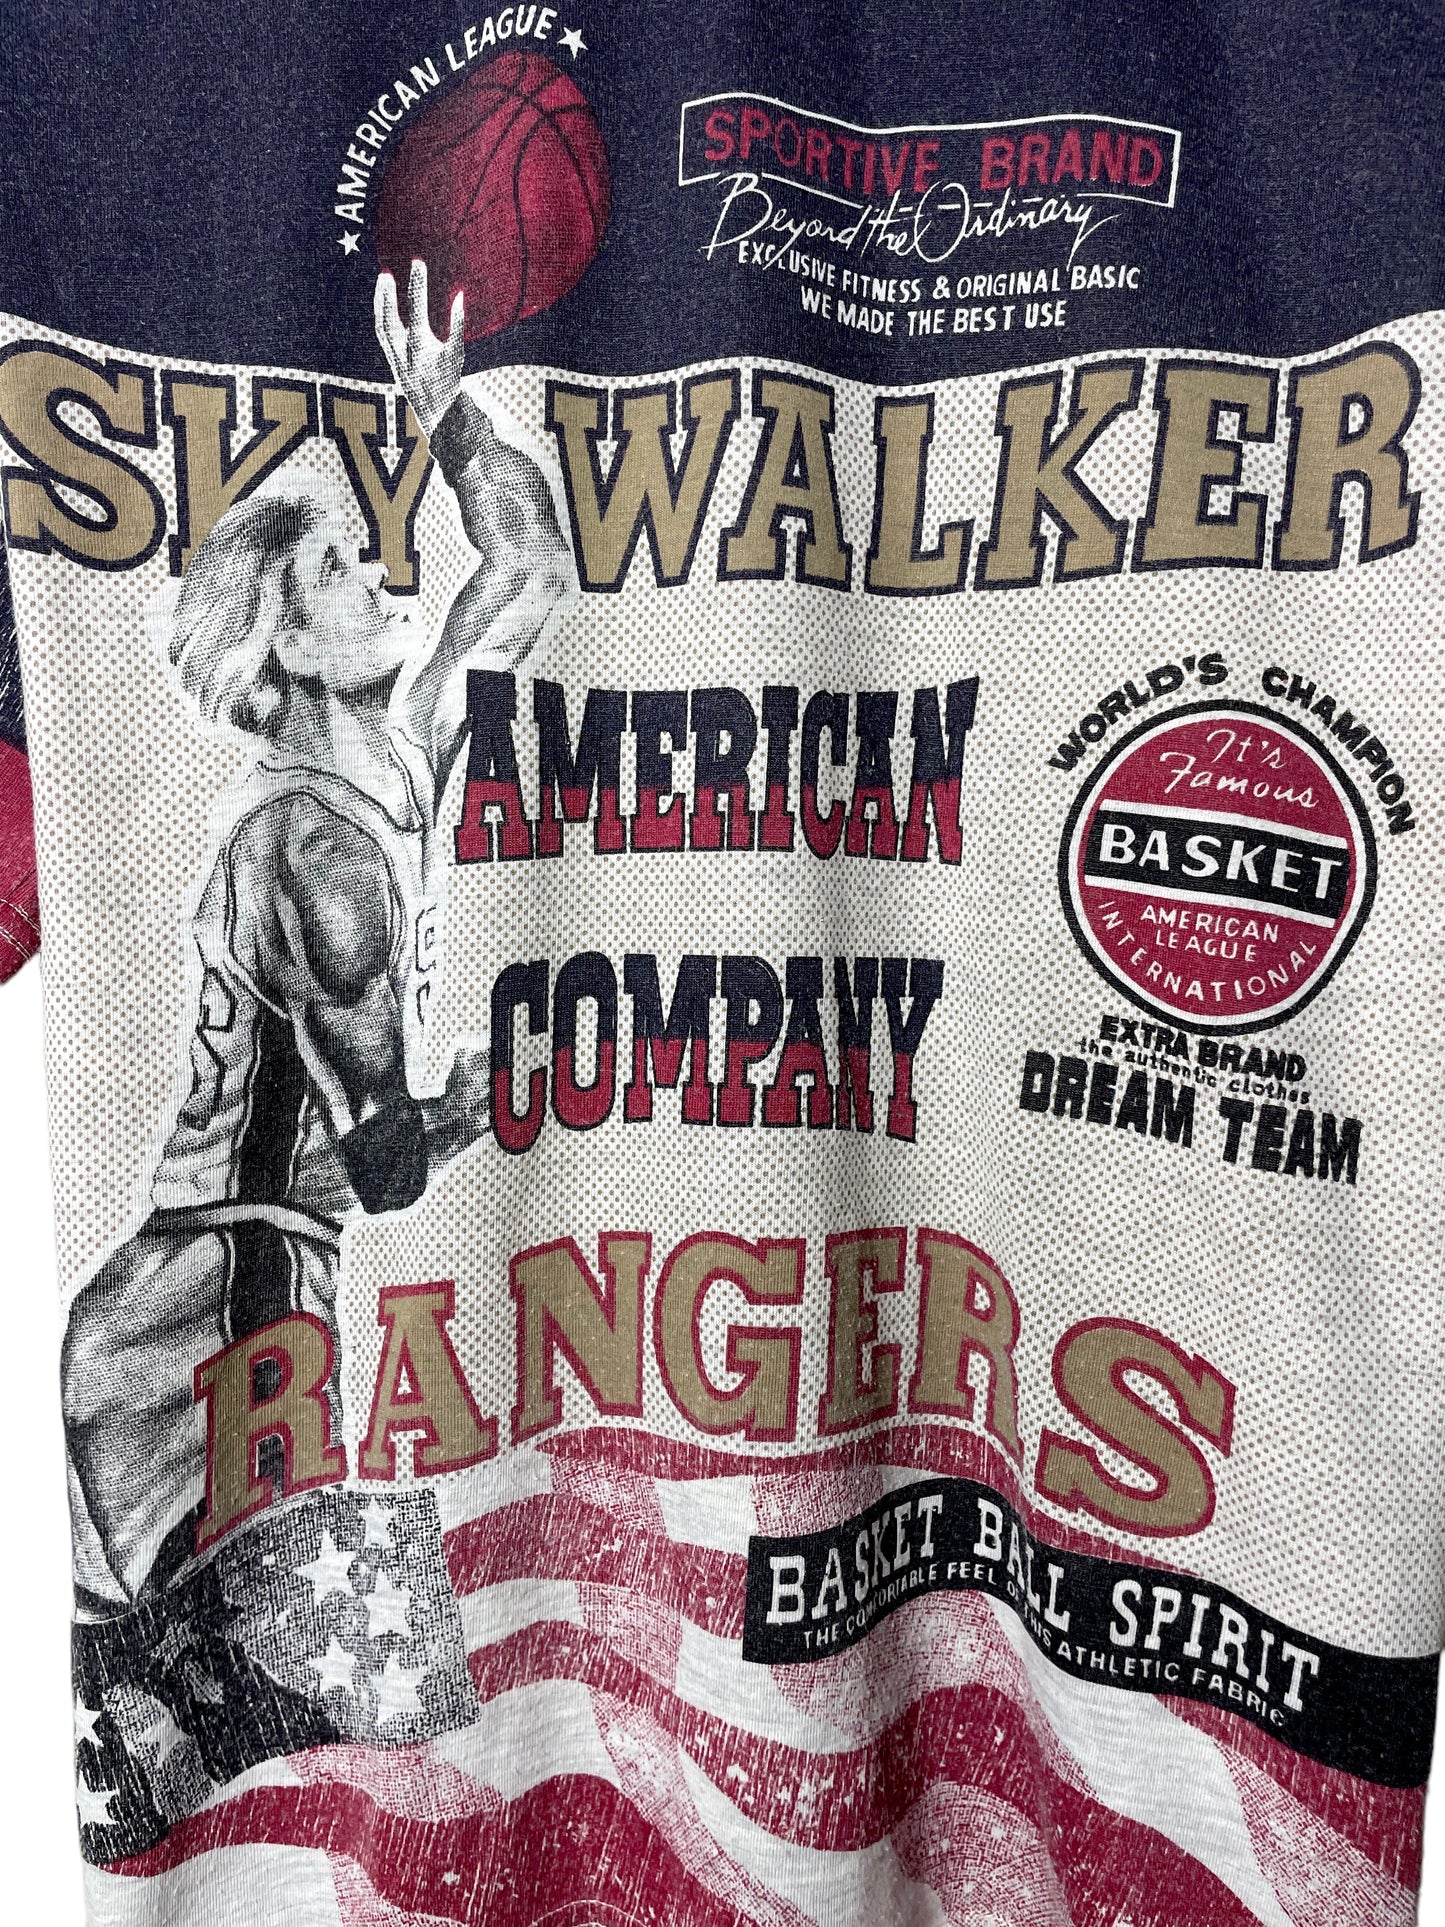 ★ AMERICAN LEAGUE ★
SPORTIVE BRAND
Beyond the Ordinary
EXCLUSIVE FITNESS & ORIGINAL BASIC
WE MADE THE BEST USE
SKY WALKER
AMERICAN
COMPANY
WORLD'S CHAMPION
It's
Famous
BASKET
AMERICAN
LEAGUE
INTERNATIONAL
EXTRA BRAND
the authentic clothes
DREAM TEAM
RANGERS
BASKET BALL SPIRIT
THE COMFORTABLE FEEL OF THIS ATHLETIC FABRIC